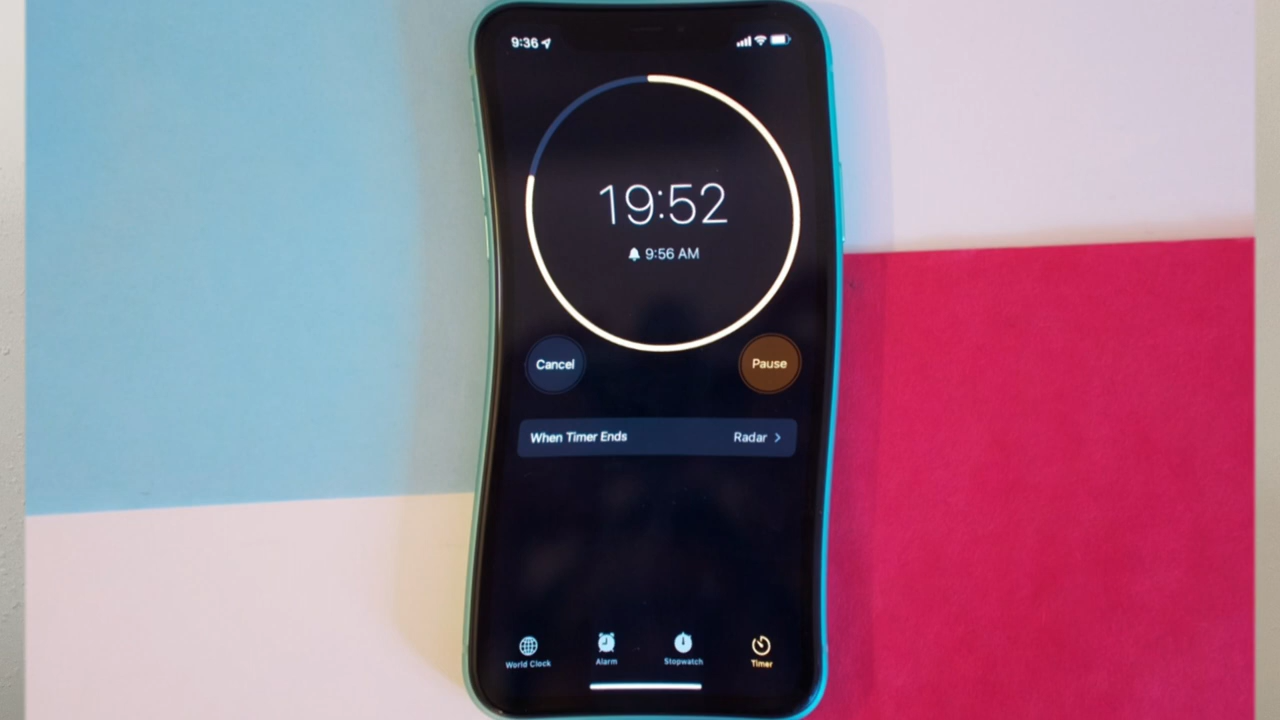 9:36
19:52
9:56 AM
Cancel
Pause
When Timer Ends
Radar
World Clock
Alarm
Stopwatch
Timer